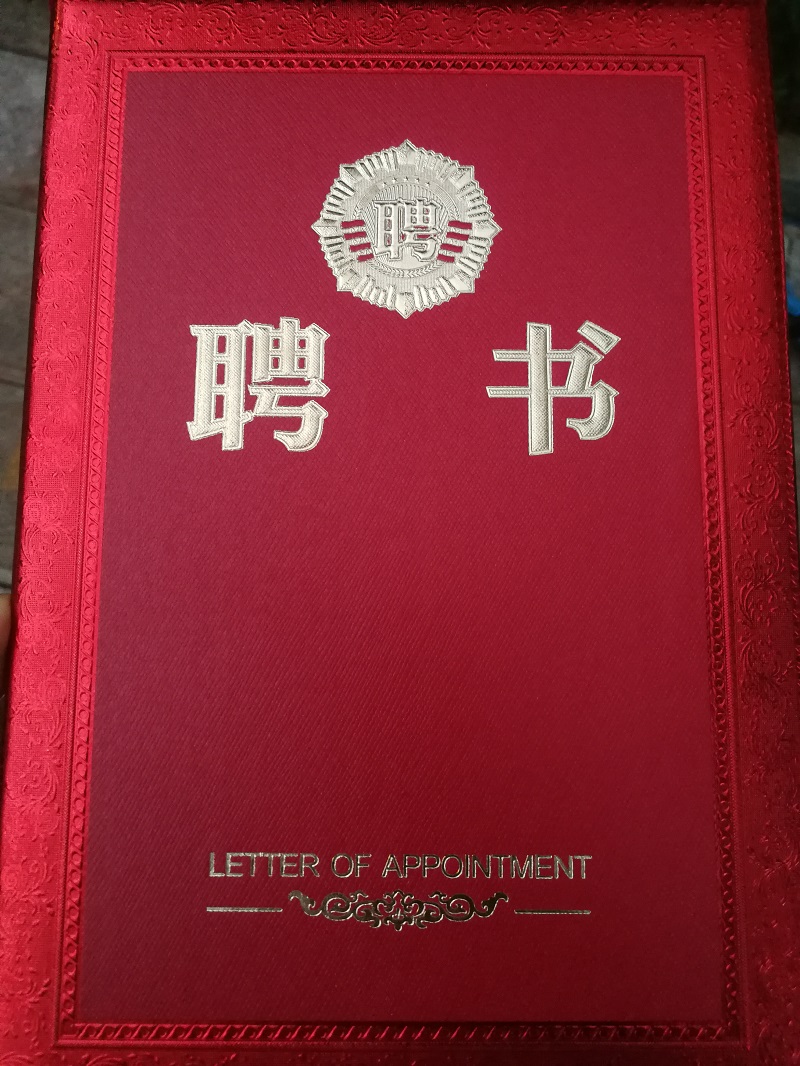 聘
聘 书
LETTER OF APPOINTMENT